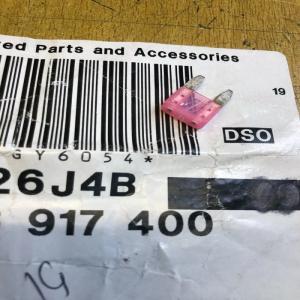 ed Parts and Accessories
19
DSO
GY6054*
26J4B
917 400